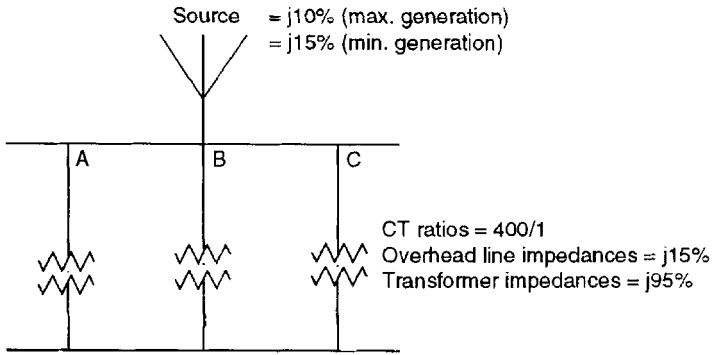 Source = j10% (max. generation)
= j15% (min. generation)
A B C
CT ratios = 400/1
Overhead line impedances = j15%
Transformer impedances = j95%